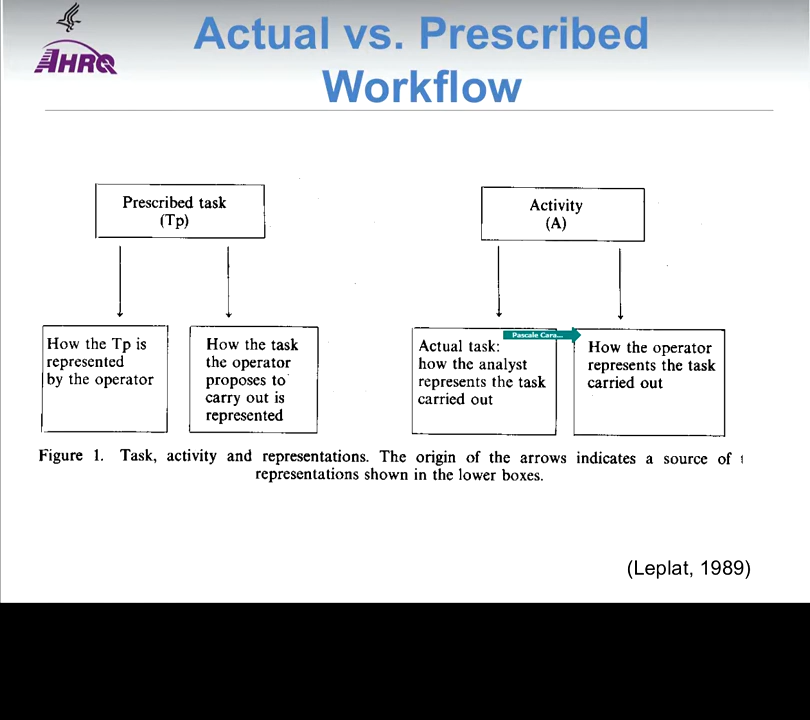 AHRQ
Actual vs. Prescribed
Workflow
Prescribed task
(Tp)
Activity
(A)
How the Tp is
represented
by the operator
How the task
the operator
proposes to
carry out is
represented
Actual task:
how the analyst
represents the task
carried out
Pascale Cara...
How the operator
represents the task
carried out
Figure 1. Task, activity and representations. The origin of the arrows indicates a source of t
representations shown in the lower boxes.
(Leplat, 1989)